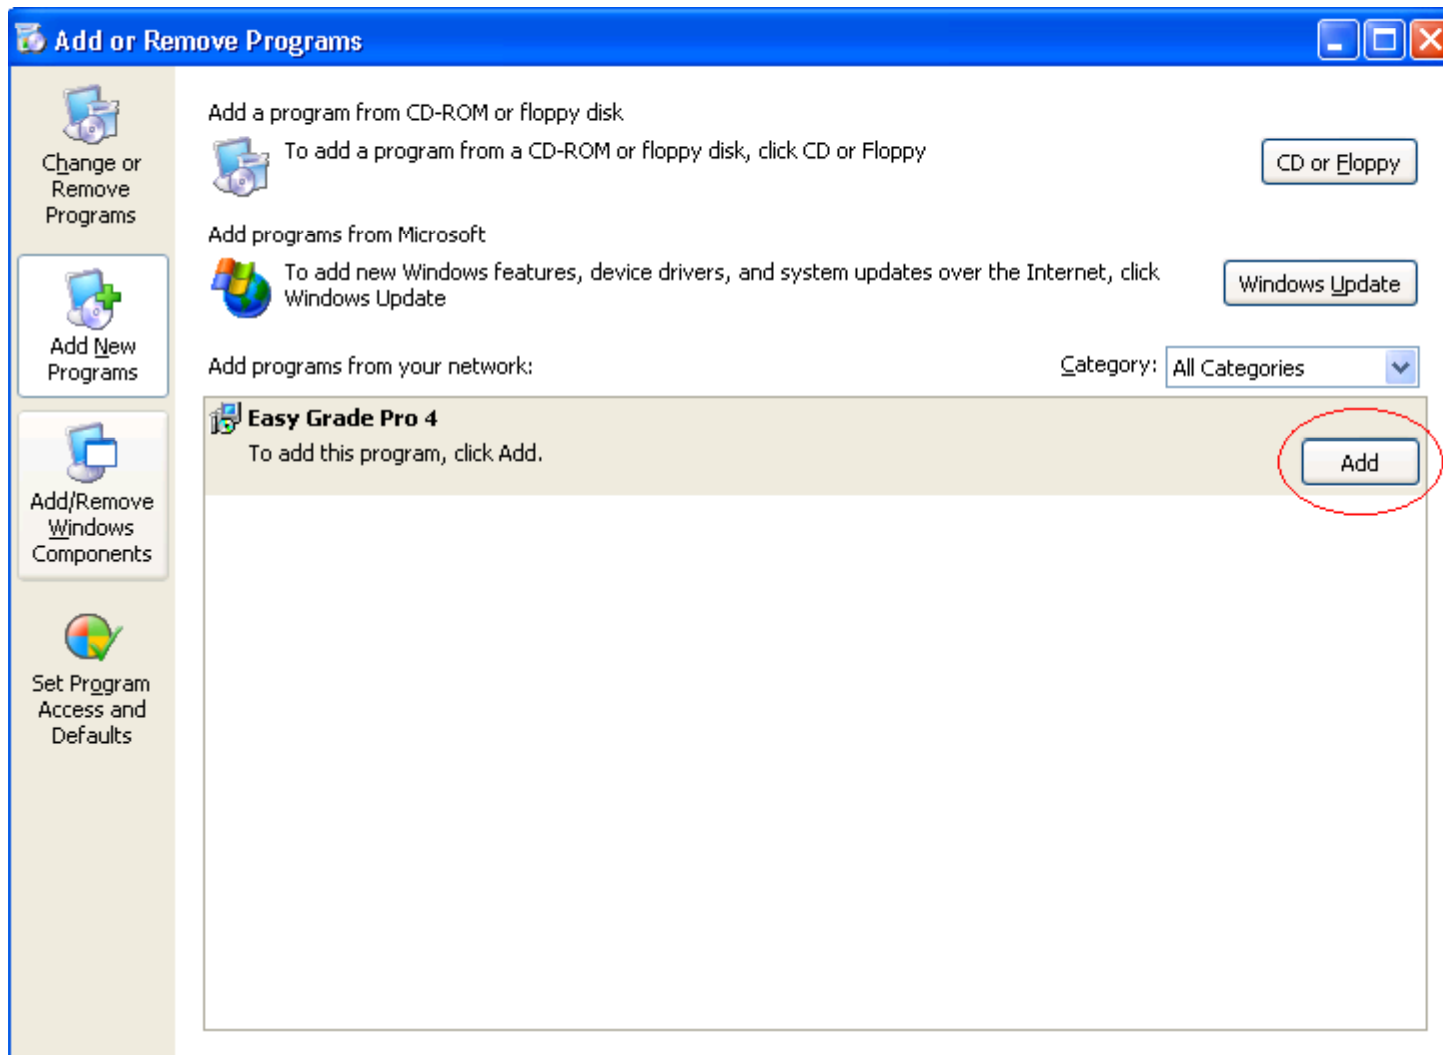 Add or Remove Programs
Change or
Remove
Programs
Add New
Programs
Add/Remove
Windows
Components
Set Program
Access and
Defaults
Add a program from CD-ROM or floppy disk
To add a program from a CD-ROM or floppy disk, click CD or Floppy
CD or Floppy
Add programs from Microsoft
To add new Windows features, device drivers, and system updates over the Internet, click
Windows Update
Windows Update
Add programs from your network:
Category: All Categories
Easy Grade Pro 4
To add this program, click Add.
Add